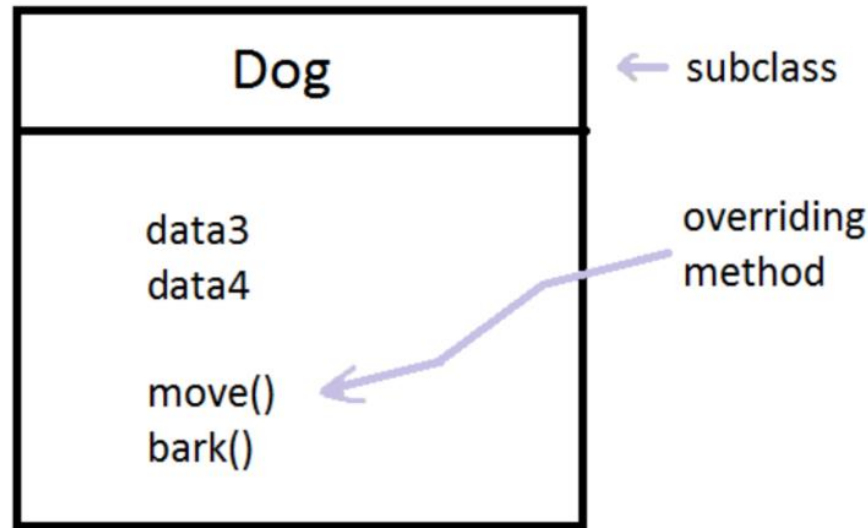 Dog
subclass
data3
data4
overriding
method
move()
bark()